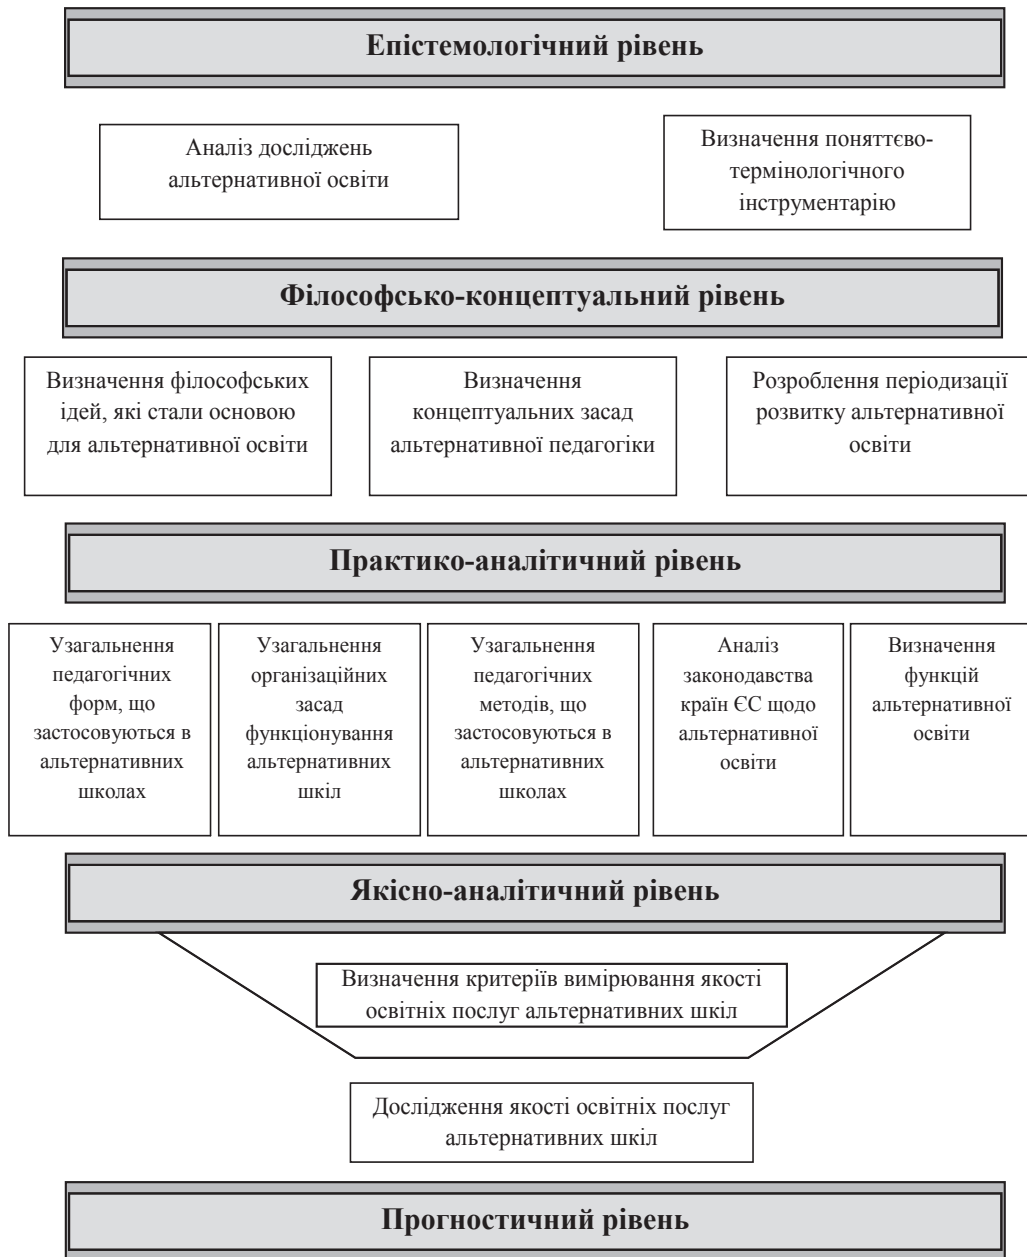 Епістемологічний рівень
Аналіз досліджень
альтернативної освіти
Визначення поняттєво-
термінологічного
інструментарію
Філософсько-концептуальний рівень
Визначення філософських
ідей, які стали основою
для альтернативної освіти
Визначення
концептуальних засад
альтернативної педагогіки
Розроблення періодизації
розвитку альтернативної
освіти
Практико-аналітичний рівень
Узагальнення
педагогічних
форм, що
застосовуються в
альтернативних
школах
Узагальнення
організаційних
засад
функціонування
альтернативних
шкіл
Узагальнення
педагогічних
методів, що
застосовуються в
альтернативних
школах
Аналіз
законодавства
країн ЄС щодо
альтернативної
освіти
Визначення
функцій
альтернативної
освіти
Якісно-аналітичний рівень
Визначення критеріїв вимірювання якості
освітніх послуг альтернативних шкіл
Дослідження якості освітніх послуг
альтернативних шкіл
Прогностичний рівень